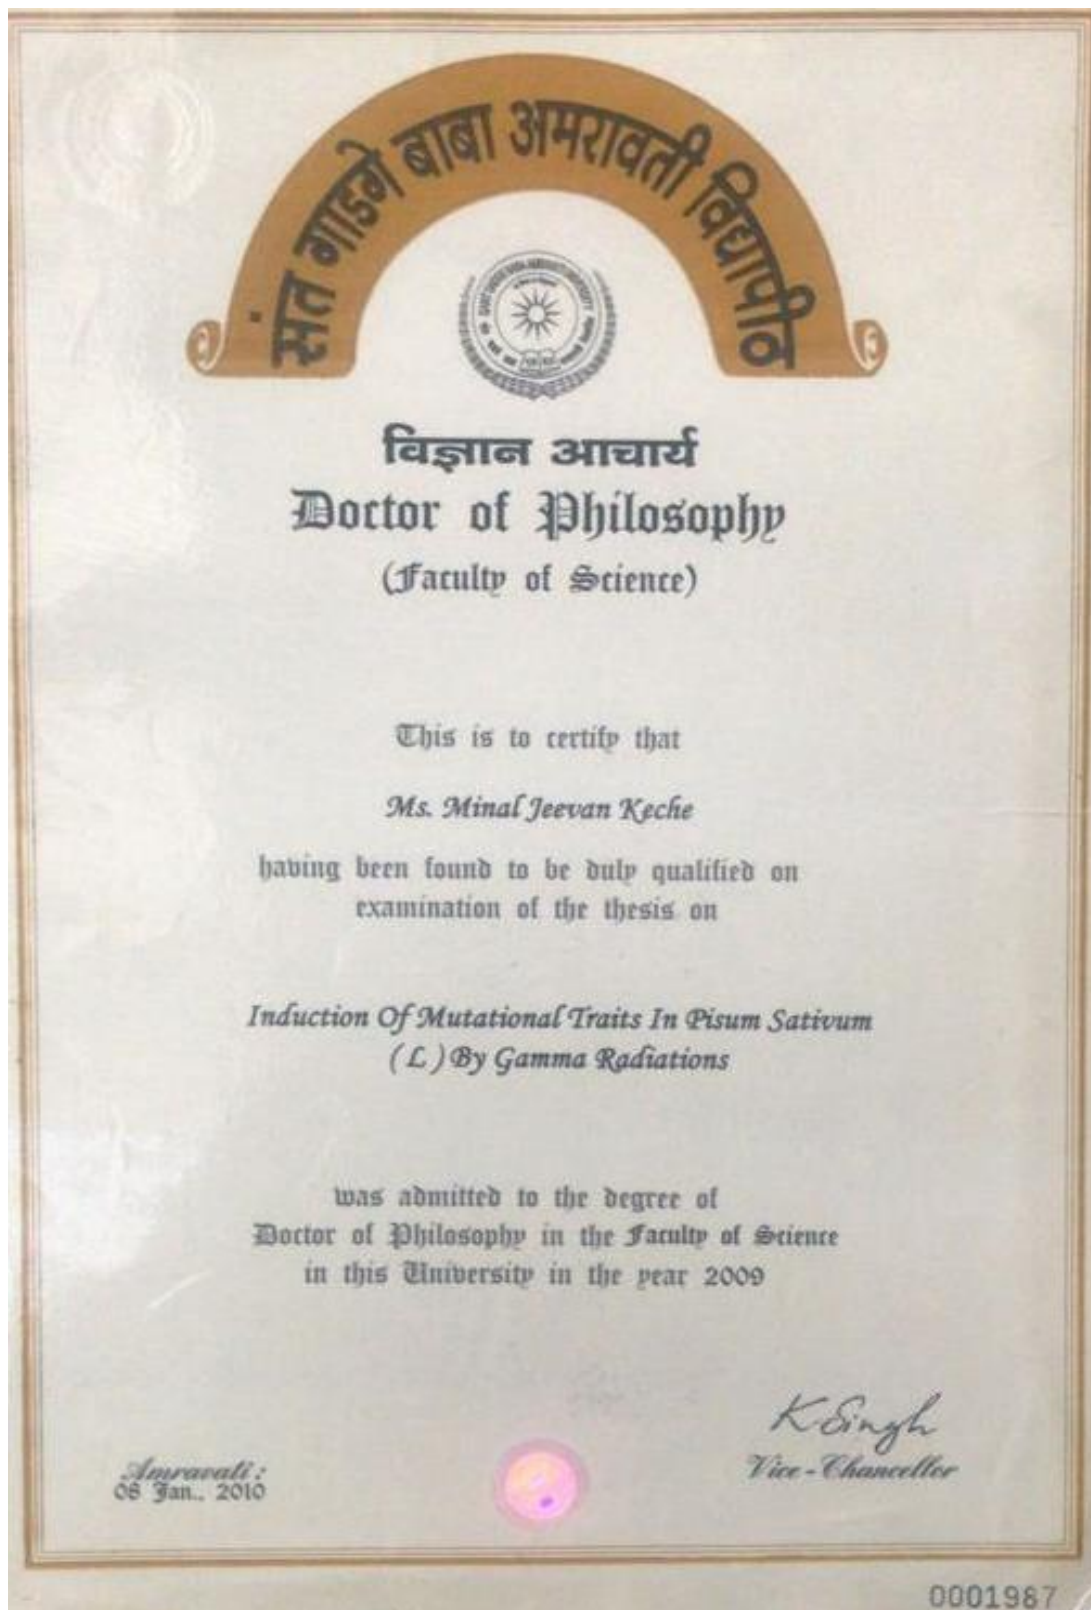 संत गाडगे बाबा अमरावती विद्यापीठ
विज्ञान आचार्य
Doctor of Philosophy
(Faculty of Science)
This is to certify that
Ms. Minal Jeevan Keche
having been found to be duly qualified on
examination of the thesis on
Induction Of Mutational Traits In Pisum Sativum
( L ) By Gamma Radiations
was admitted to the degree of
Doctor of Philosophy in the Faculty of Science
in this University in the year 2009
K Singh
Vice-Chancellor
Amravati :
08 Jan., 2010
0001987